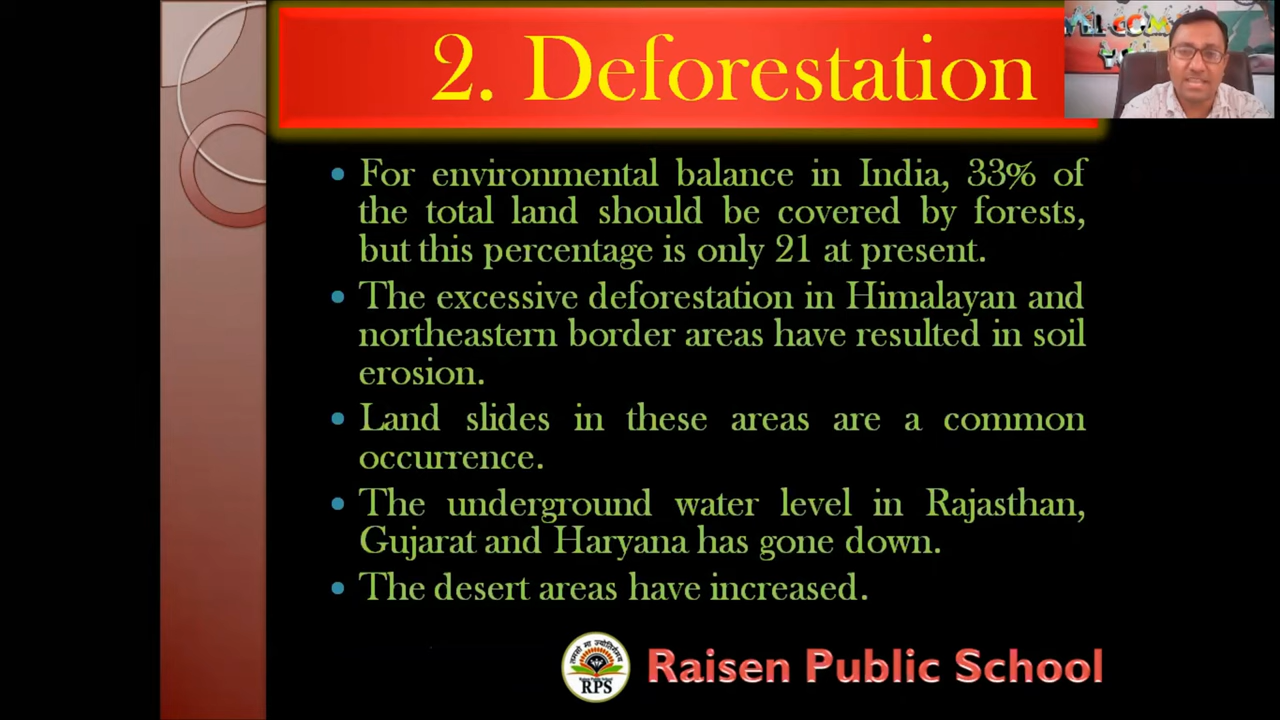 2. Deforestation
WELCOME
• For environmental balance in India, 33% of
the total land should be covered by forests,
but this percentage is only 21 at present.
• The excessive deforestation in Himalayan and
northeastern border areas have resulted in soil
erosion.
• Land slides in these areas are a common
occurrence.
• The underground water level in Rajasthan,
Gujarat and Haryana has gone down.
• The desert areas have increased.
तमसो मा ज्योतिर्गमय
RPS
Raisen Public School